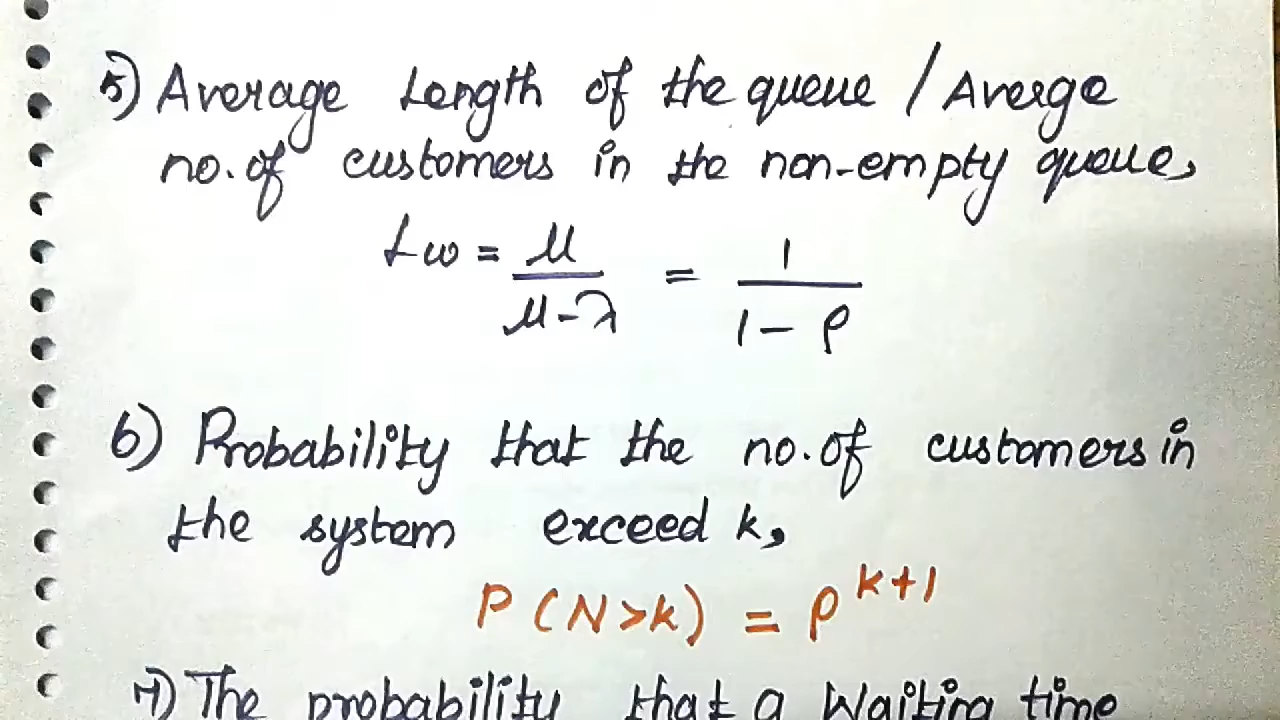 5) Average Length of the queue / Averge
no. of customers in the non-empty queue,
Lw = μ / μ-λ = 1 / 1-ρ
6) Probability that the no. of customers in
the system exceed k,
P(N>k) = ρ^k+1
7) The probability that a Waiting time